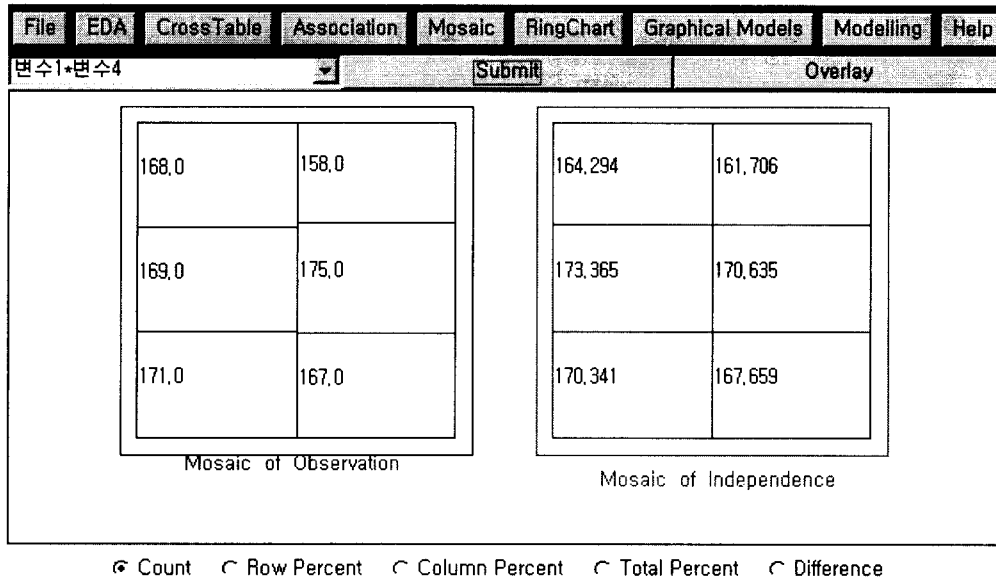 File EDA CrossTable Association Mosaic RingChart Graphical Models Modelling Help
변수1*변수4 Submit Overlay
168,0 158,0 164,294 161,706
169,0 175,0 173,365 170,635
171,0 167,0 170,341 167,659
Mosaic of Observation
Mosaic of Independence
Count Row Percent Column Percent Total Percent Difference